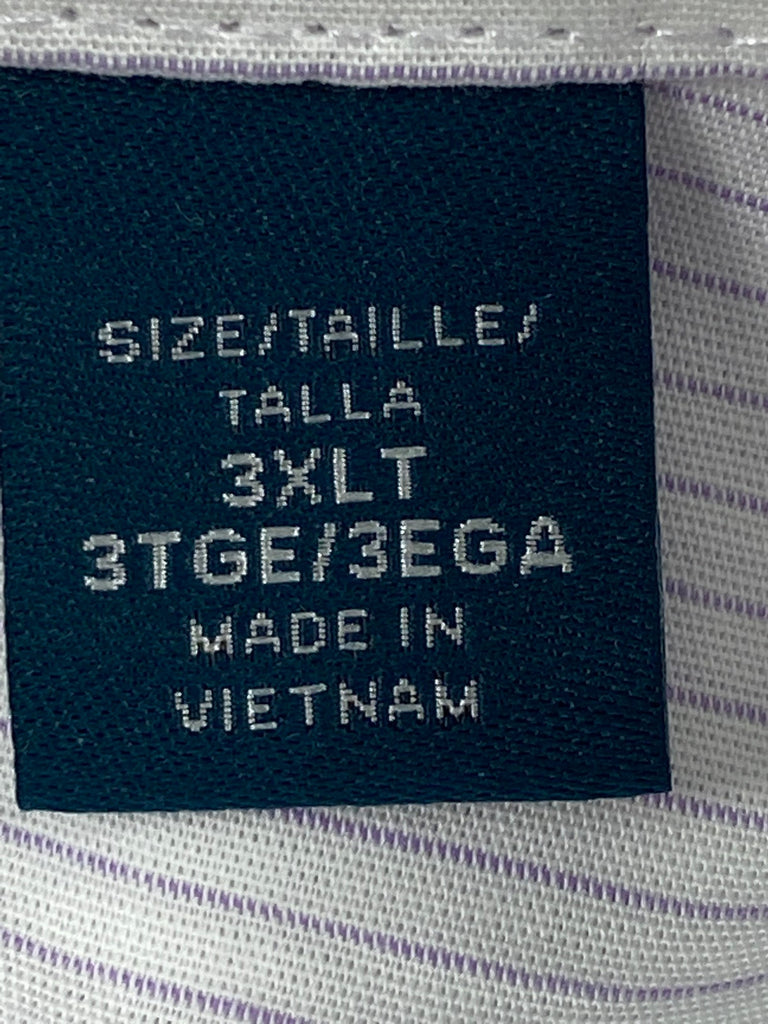 SIZE/TAILLE/
TALLA
3XLT
3TGE/3EGA
MADE IN
VIETNAM